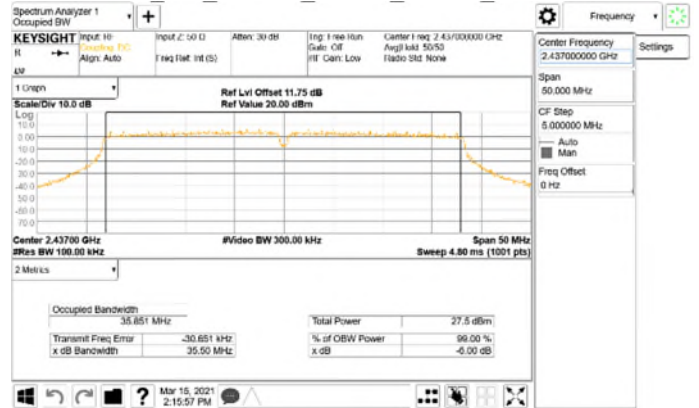 Spectrum Analyzer 1
Occupied BW
+
Frequency
KEYSIGHT Input: RF Input Z: 50 Ω Atten: 30 dB Trig: Free Run Center Freq: 2.437000000 GHz
R Coupling: DC Gate: Off Avg|Hold: 50/50
Align: Auto Freq Ref: Int (S) #IF Gain: Low Radio Std: None
Center Frequency
2.437000000 GHz
Settings
Span
50.000 MHz
CF Step
5.000000 MHz
Auto
Man
Freq Offset
0 Hz
1 Graph
Ref Lvl Offset 11.75 dB
Scale/Div 10.0 dB Ref Value 20.00 dBm
Log
10.0
0.00
-10.0
-20.0
-30.0
-40.0
-50.0
-60.0
-70.0
Center 2.43700 GHz #Video BW 300.00 kHz Span 50 MHz
#Res BW 100.00 kHz Sweep 4.80 ms (1001 pts)
2 Metrics
Occupied Bandwidth
35.851 MHz Total Power 27.5 dBm
Transmit Freq Error -30.651 kHz % of OBW Power 99.00 %
x dB Bandwidth 35.50 MHz x dB -6.00 dB
? Mar 15, 2021
2:15:57 PM